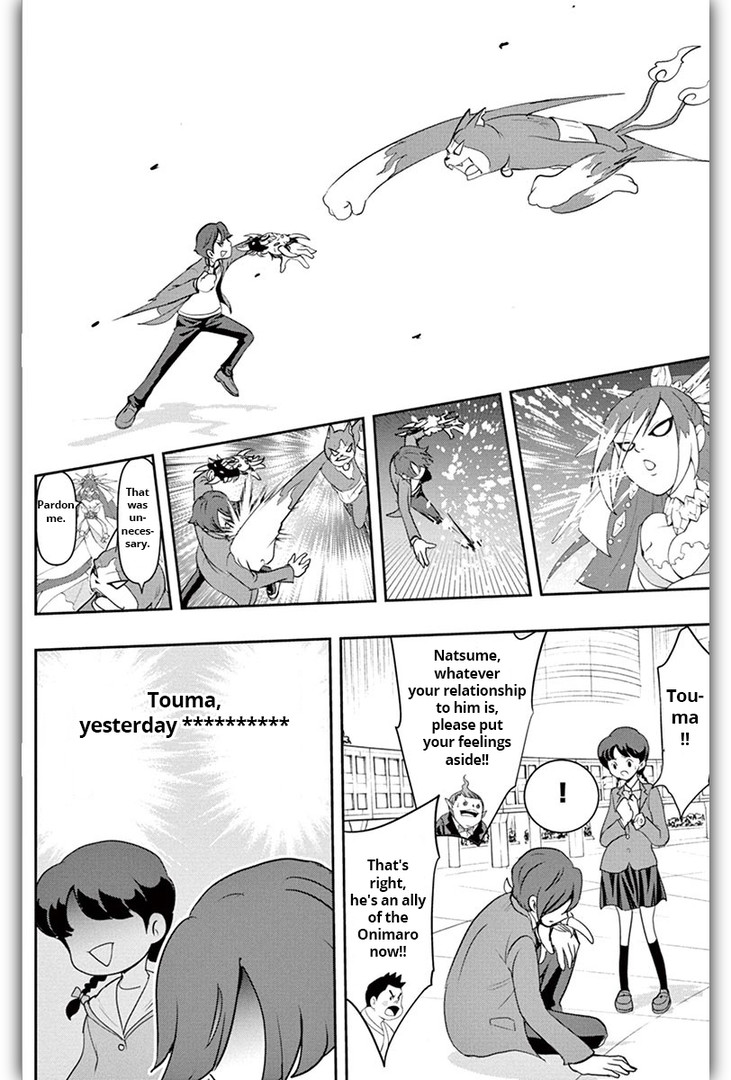 That
was
un-
neces-
sary.
Pardon
me.
Tou-
ma
!!
!
Natsume,
whatever
your relationship
to him is,
please put
your feelings
aside!!
That's
right,
he's an ally
of the
Onimaro
now!!
Touma,
yesterday **********